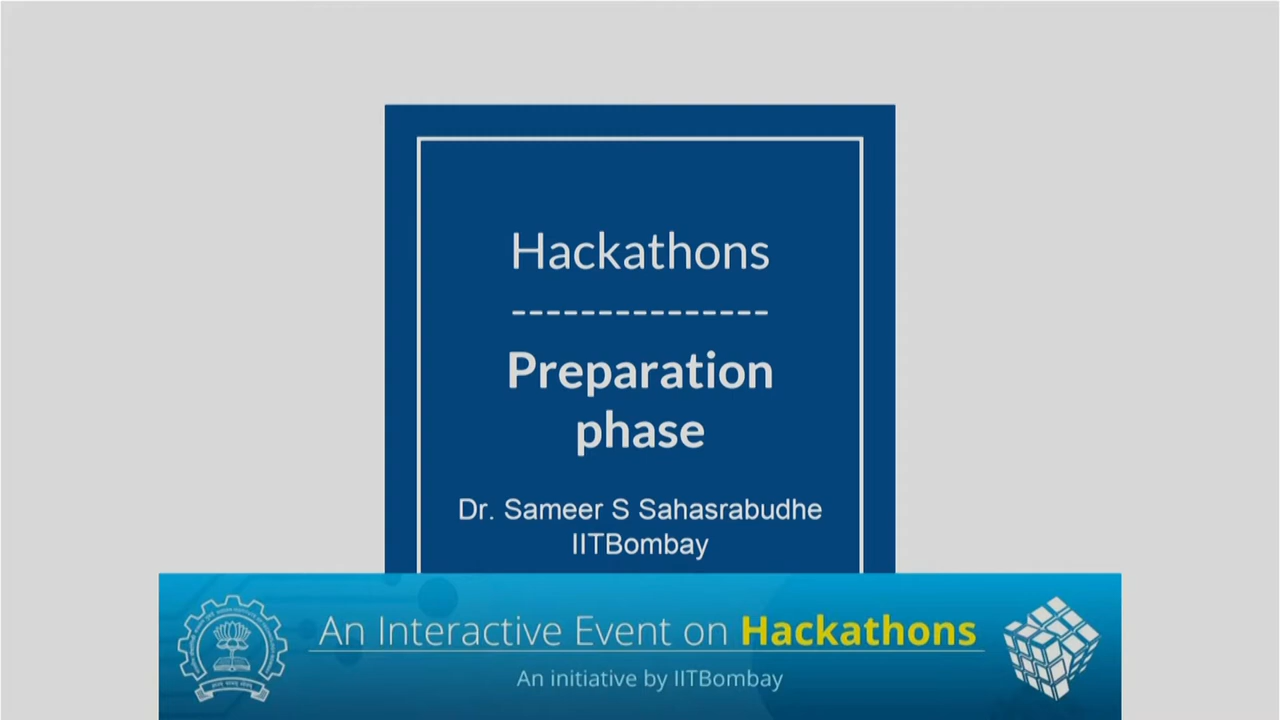 Hackathons
---------------
Preparation
phase
Dr. Sameer S Sahasrabudhe
IITBombay
An Interactive Event on Hackathons
An initiative by IITBombay